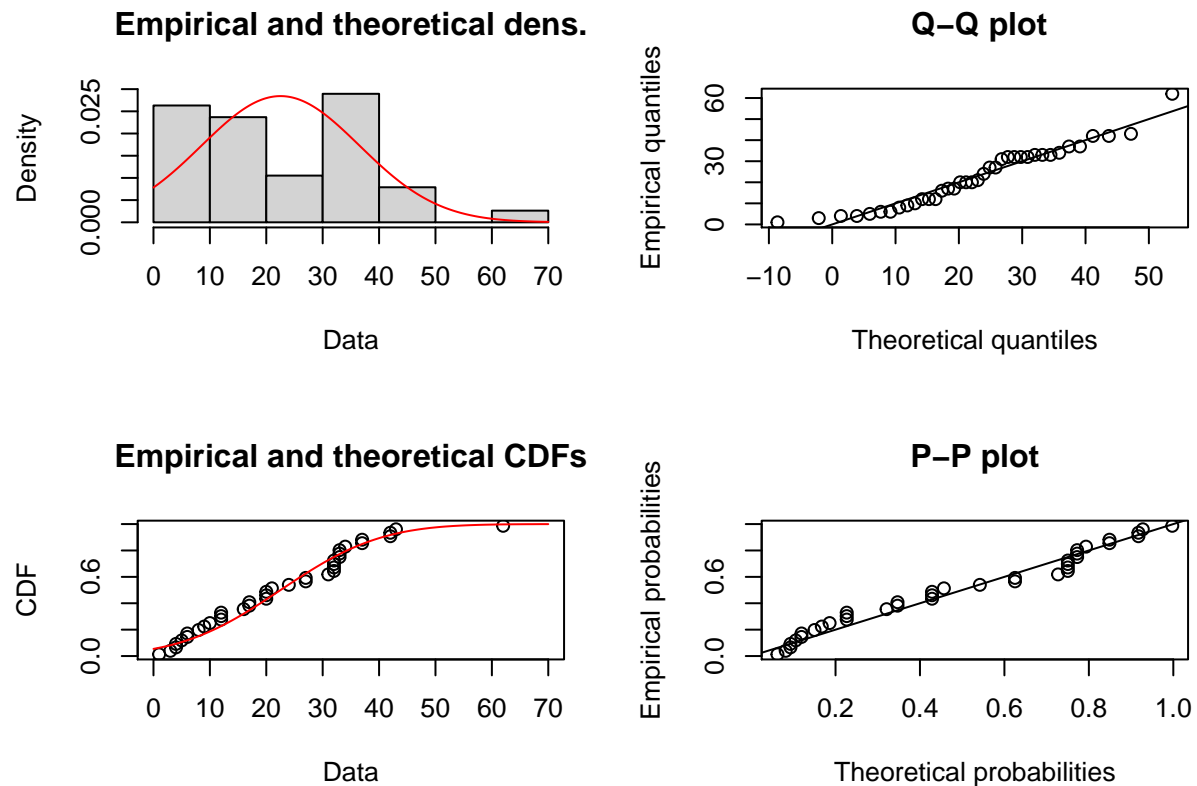 Empirical and theoretical dens.
Density
0.000 0.025
0 10 20 30 40 50 60 70
Data
Q−Q plot
Empirical quantiles
0 30 60
−10 0 10 20 30 40 50
Theoretical quantiles
Empirical and theoretical CDFs
CDF
0.0 0.6
0 10 20 30 40 50 60 70
Data
P−P plot
Empirical probabilities
0.0 0.6
0.2 0.4 0.6 0.8 1.0
Theoretical probabilities